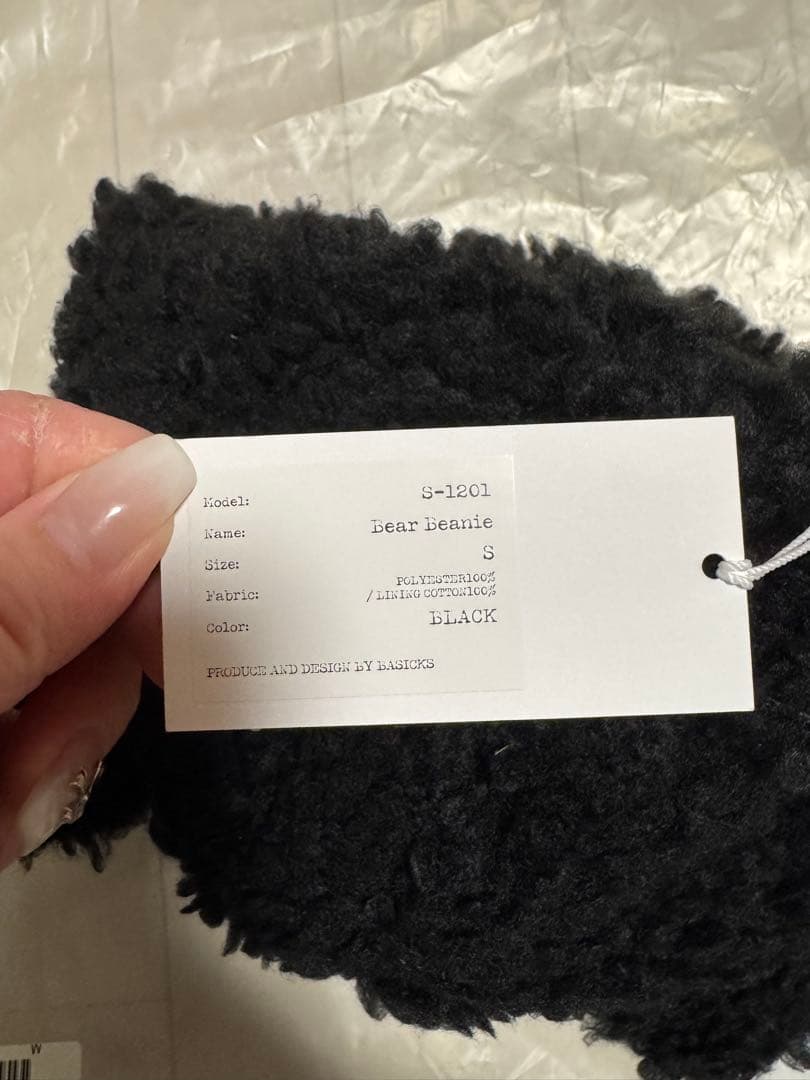 Model: S-1201
Name: Bear Beanie
Size: S
Fabric: POLYESTER100%
/LINING COTTON100%
Color: BLACK
PRODUCE AND DESIGN BY BASICKS
W